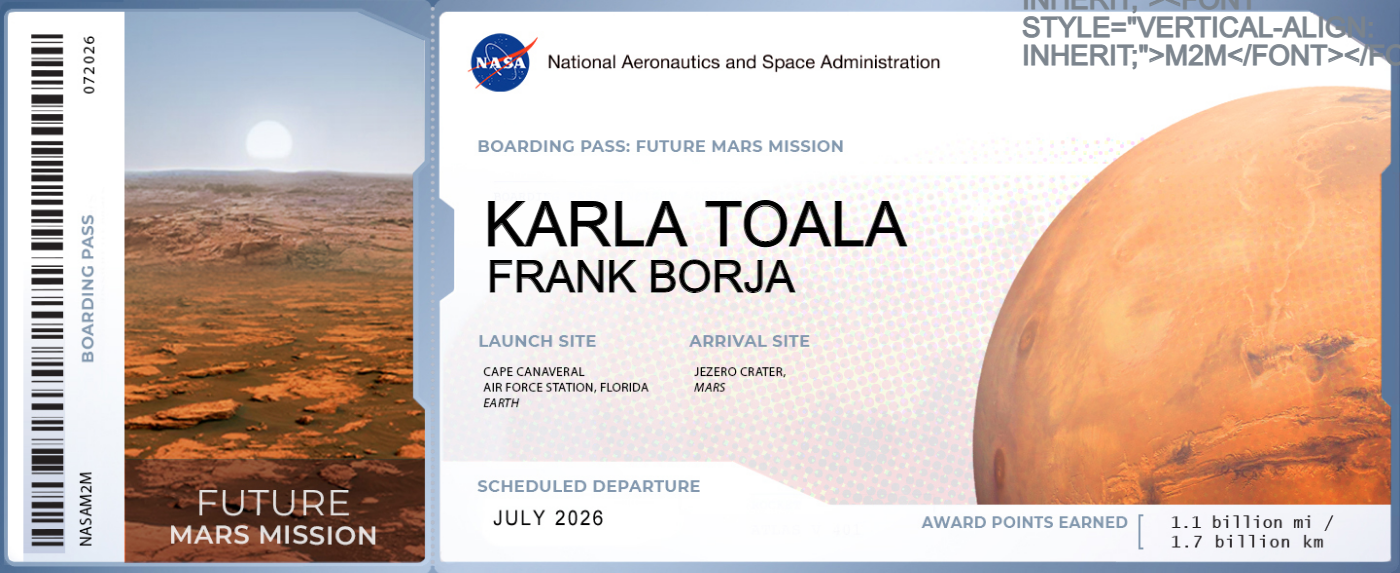 072026
BOARDING PASS
NASAM2M
FUTURE
MARS MISSION
INHERIT;"><FONT
STYLE="VERTICAL-ALIGN:
INHERIT;">M2M</FONT></FO
NASA
National Aeronautics and Space Administration
BOARDING PASS: FUTURE MARS MISSION
KARLA TOALA
FRANK BORJA
LAUNCH SITE
CAPE CANAVERAL
AIR FORCE STATION, FLORIDA
EARTH
ARRIVAL SITE
JEZERO CRATER,
MARS
SCHEDULED DEPARTURE
JULY 2026
AWARD POINTS EARNED
1.1 billion mi /
1.7 billion km